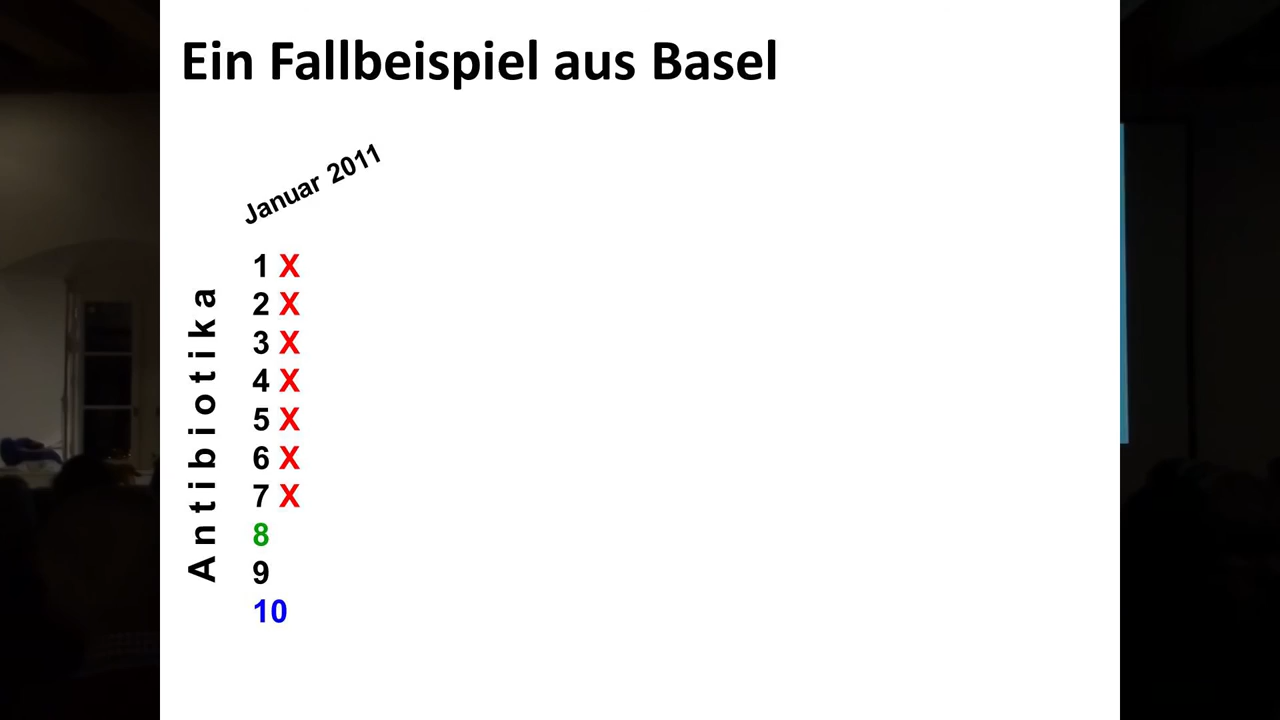 Ein Fallbeispiel aus Basel
Januar 2011
Antibiotika
1 X
2 X
3 X
4 X
5 X
6 X
7 X
8
9
10